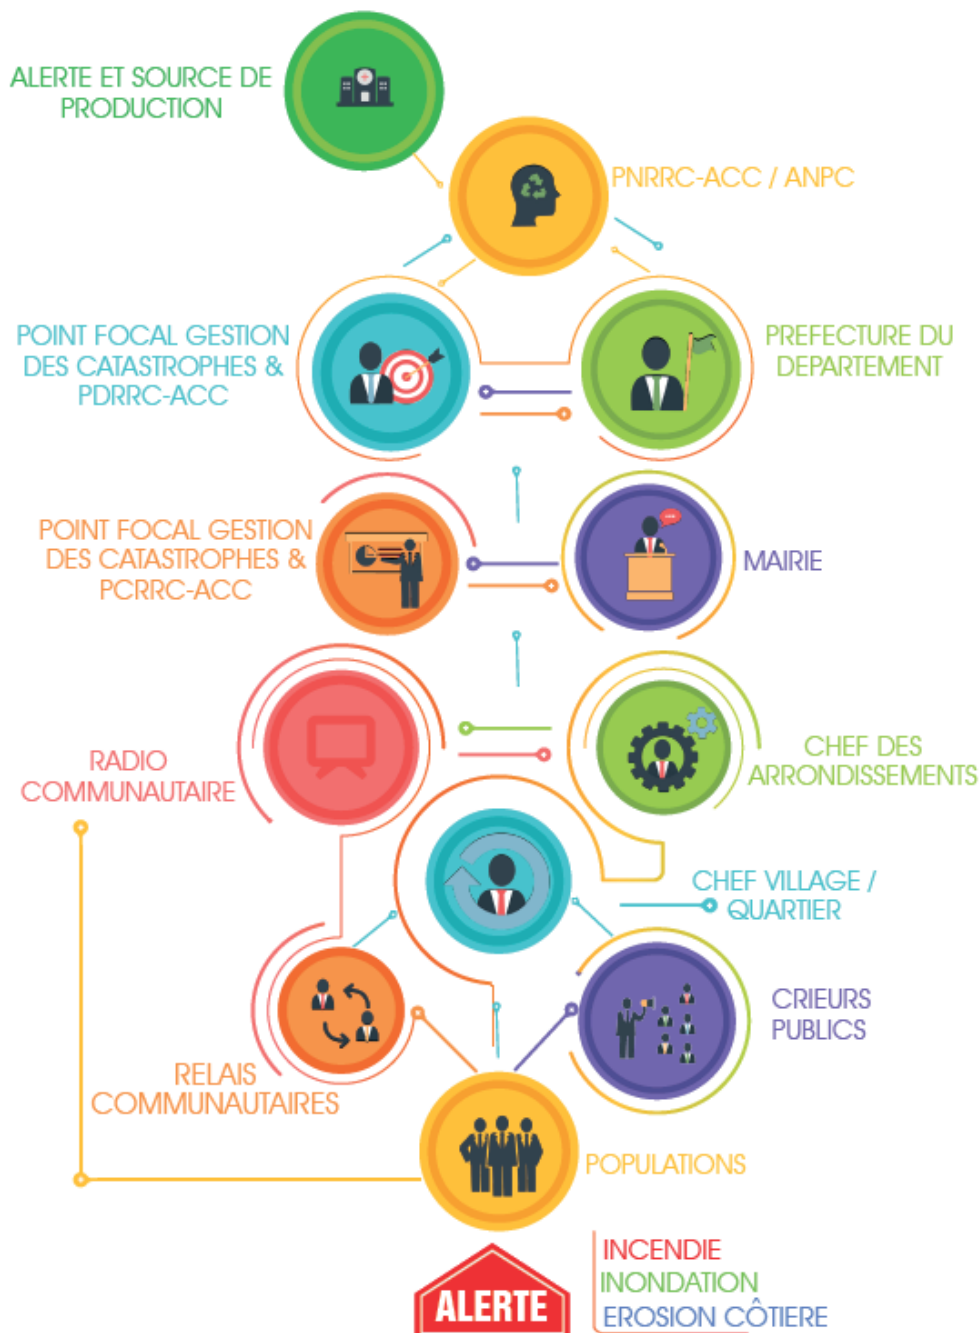 ALERTE ET SOURCE DE
PRODUCTION
PNRRC-ACC / ANPC
POINT FOCAL GESTION
DES CATASTROPHES &
PDRRC-ACC
PREFECTURE DU
DEPARTEMENT
POINT FOCAL GESTION
DES CATASTROPHES &
PCRRC-ACC
MAIRIE
RADIO
COMMUNAUTAIRE
CHEF DES
ARRONDISSEMENTS
CHEF VILLAGE /
QUARTIER
CRIEURS
PUBLICS
RELAIS
COMMUNAUTAIRES
POPULATIONS
ALERTE
INCENDIE
INONDATION
EROSION CÔTIERE